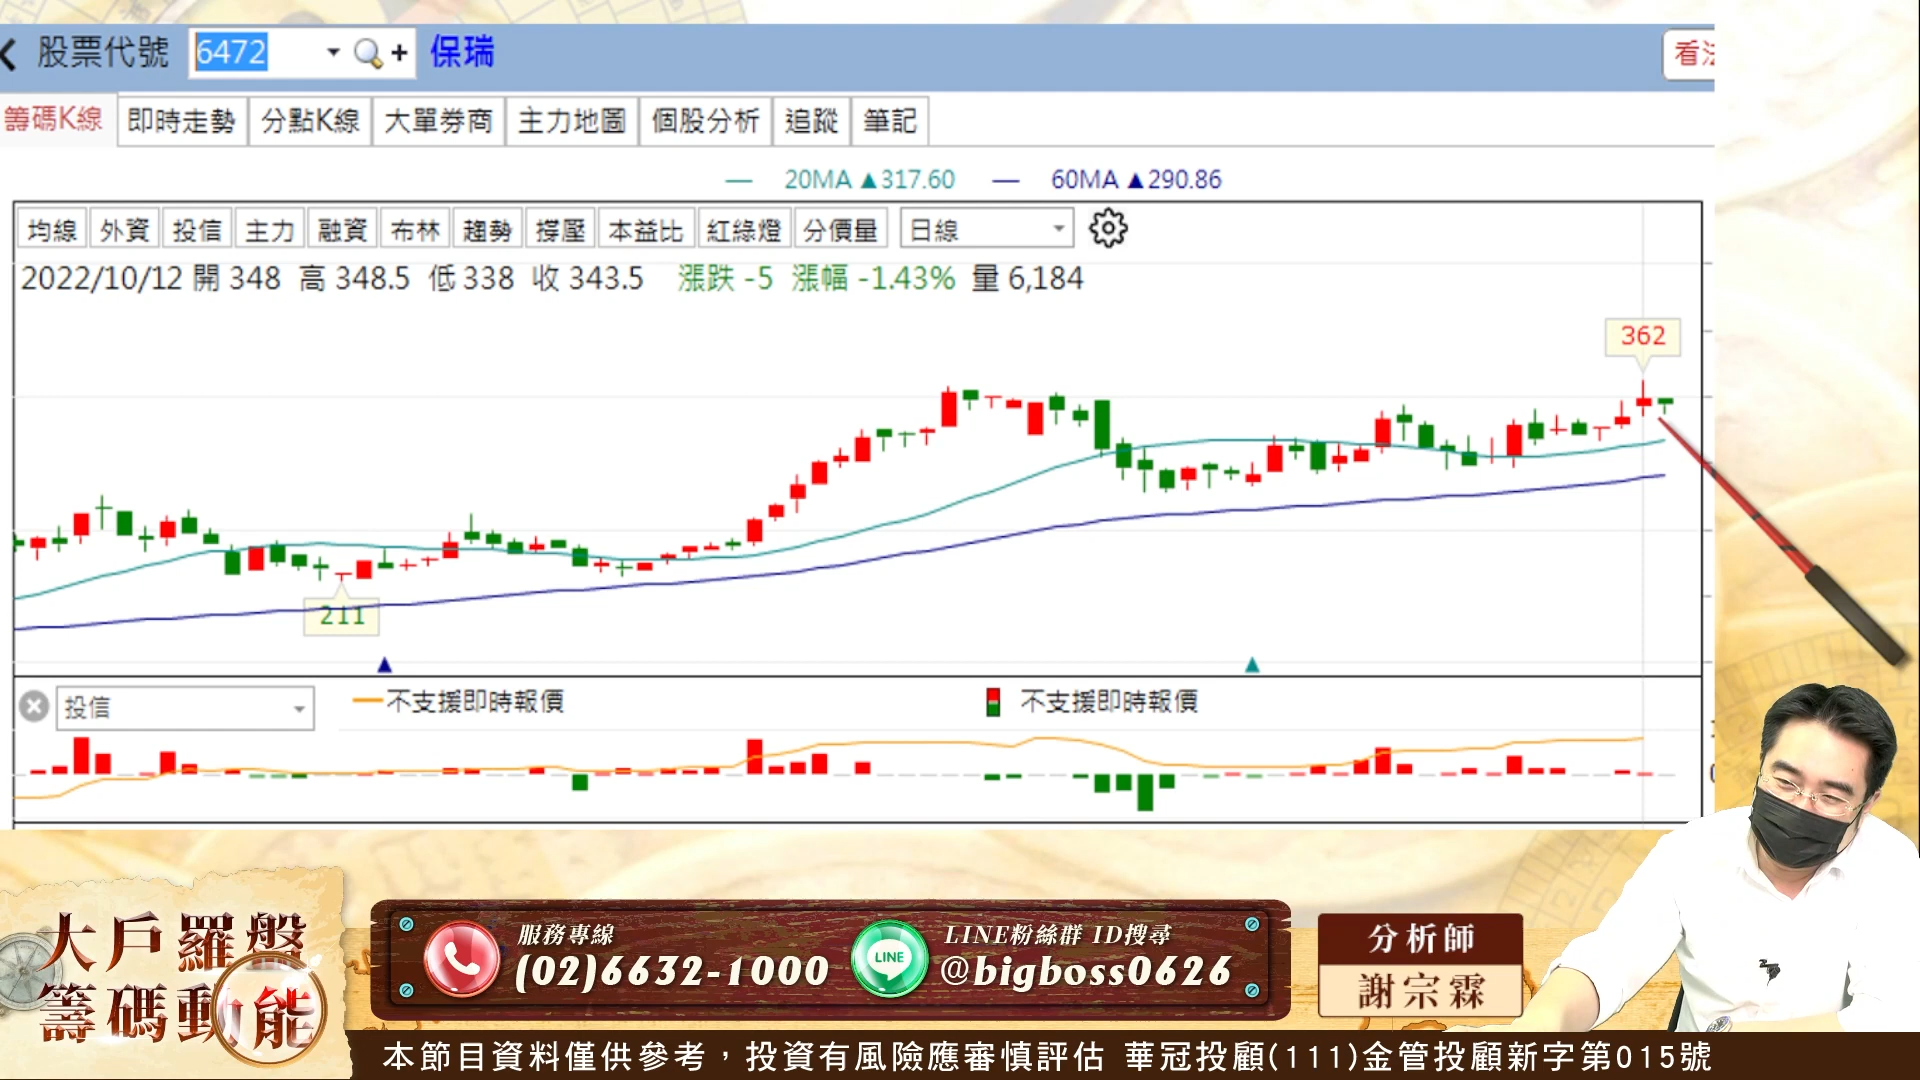 股票代號 6472 + 保瑞 看
籌碼K線 即時走勢 分點K線 大單券商 主力地圖 個股分析 追蹤 筆記
20MA ▲317.60 60MA ▲290.86
均線 外資 投信 主力 融資 布林 趨勢 撐壓 本益比 紅綠燈 分價量 日線
2022/10/12 開 348 高 348.5 低 338 收 343.5 漲跌 -5 漲幅 -1.43% 量 6,184
362
211
投信 不支援即時報價 不支援即時報價
大戶羅盤
籌碼動能
服務專線
(02)6632-1000
LINE
LINE粉絲群 ID搜尋
@bigboss0626
分析師
謝宗霖
本節目資料僅供參考，投資有風險應審慎評估 華冠投顧(111)金管投顧新字第015號